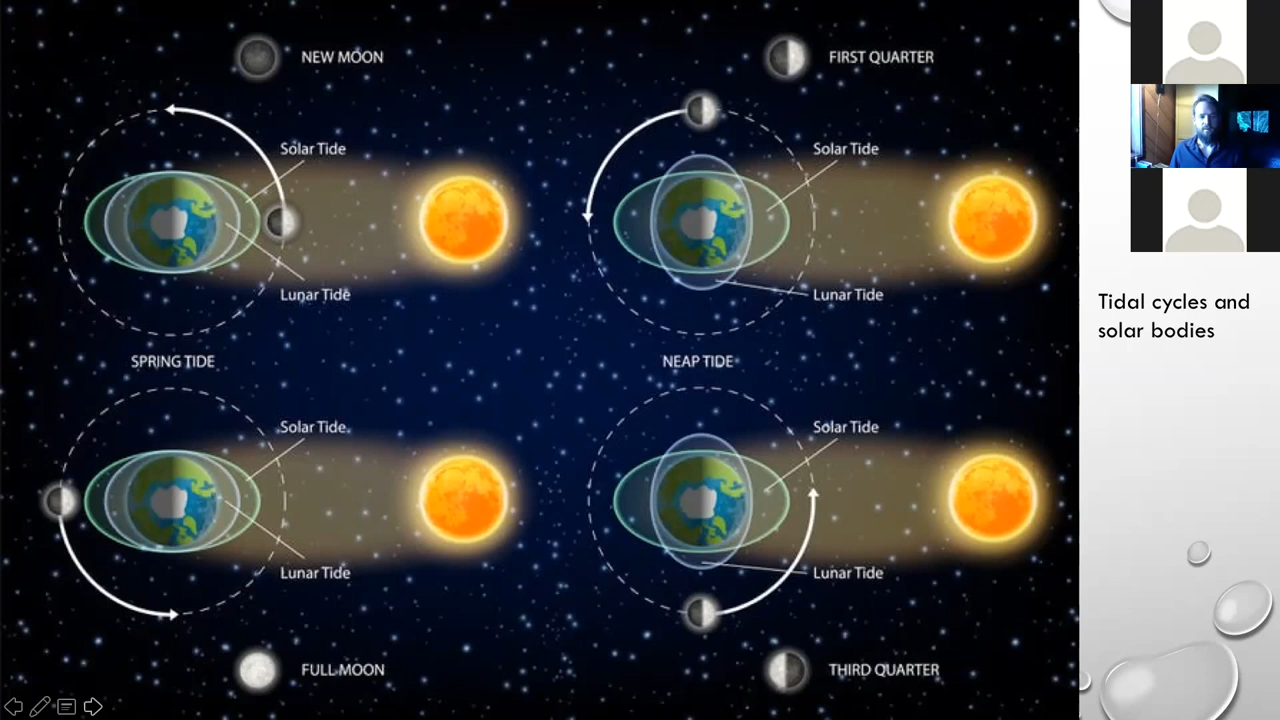 NEW MOON
FIRST QUARTER
Solar Tide
Solar Tide
Lunar Tide
Lunar Tide
SPRING TIDE
NEAP TIDE
Solar Tide
Solar Tide
Lunar Tide
Lunar Tide
FULL MOON
THIRD QUARTER
Tidal cycles and
solar bodies